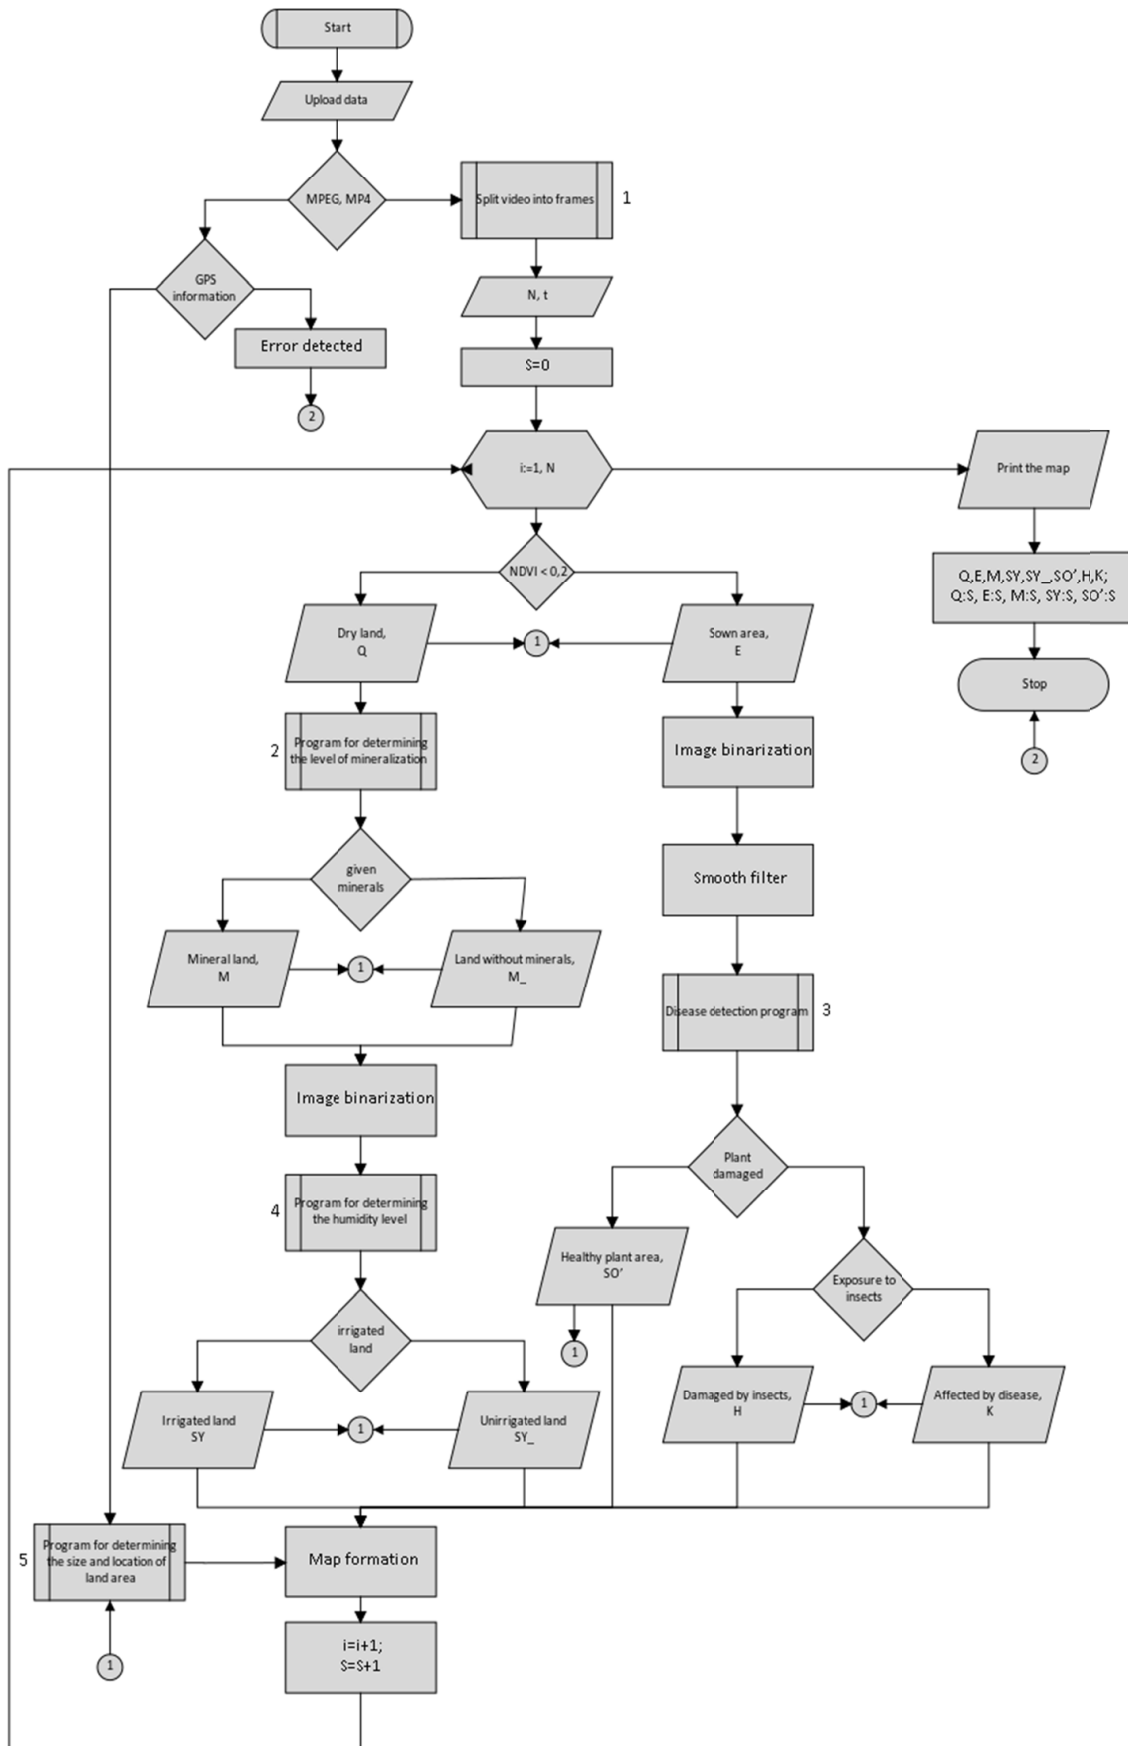 Start
Upload data
MPEG, MP4
Split video into frames
1
GPS
information
N, t
Error detected
S=0
2
i:=1, N
Print the map
NDVI < 0,2
Q,E,M,SY,SY_,SO’,H,K;
Q:S, E:S, M:S, SY:S, SO’:S
Dry land,
Q
1
Sown area,
E
Stop
2
2
Program for determining
the level of mineralization
Image binarization
given
minerals
Smooth filter
Mineral land,
M
1
Land without minerals,
M_
Disease detection program
3
Image binarization
Plant
damaged
4
Program for determining
the humidity level
Healthy plant area,
SO’
Exposure to
insects
irrigated
land
1
Irrigated land
SY
1
Unirrigated land
SY_
Damaged by insects,
H
1
Affected by disease,
K
5
Program for determining
the size and location of
land area
Map formation
1
i=i+1;
S=S+1